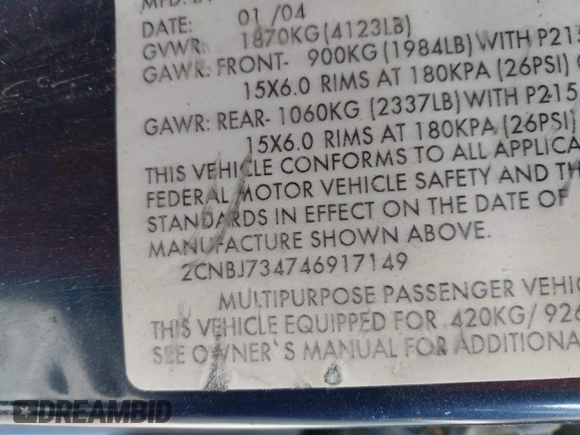 DATE: 01/04
GVWR: 1870KG (4123LB)
GAWR: FRONT- 900KG (1984LB) WITH P215
15X6.0 RIMS AT 180KPA (26PSI)
GAWR: REAR- 1060KG (2337LB) WITH P215
15X6.0 RIMS AT 180KPA (26PSI)
THIS VEHICLE CONFORMS TO ALL APPLICA
FEDERAL MOTOR VEHICLE SAFETY AND TH
STANDARDS IN EFFECT ON THE DATE OF
MANUFACTURE SHOWN ABOVE.
2CNBJ734746917149
MULTIPURPOSE PASSENGER VEHIC
THIS VEHICLE EQUIPPED FOR 420KG/ 926
SEE OWNER`S MANUAL FOR ADDITIONA
DREAMBID